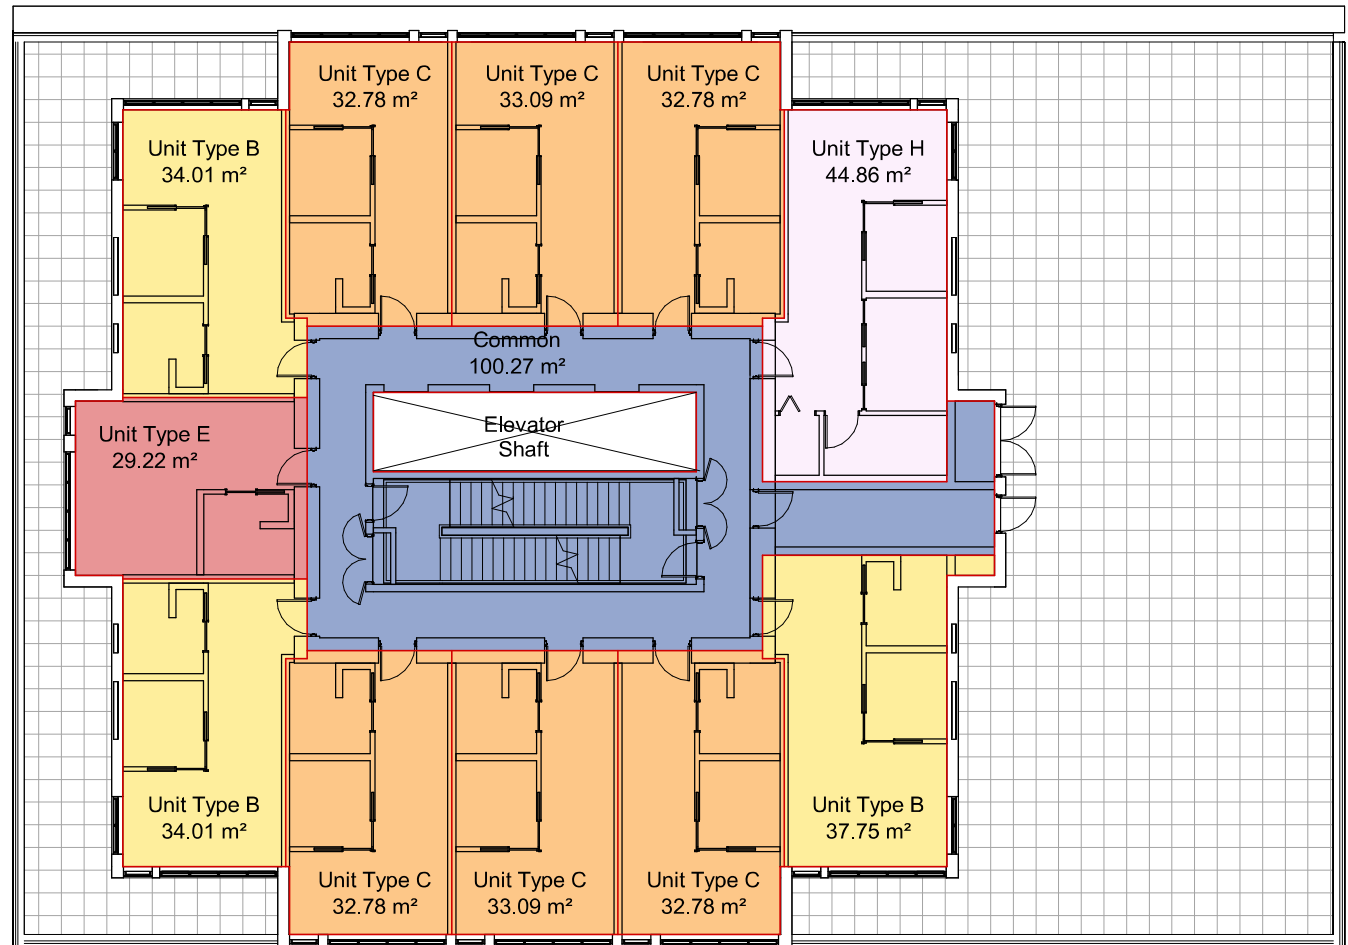 Unit Type C
32.78 m²
Unit Type C
33.09 m²
Unit Type C
32.78 m²
Unit Type B
34.01 m²
Unit Type H
44.86 m²
Common
100.27 m²
Elevator
Shaft
Unit Type E
29.22 m²
Unit Type B
34.01 m²
Unit Type B
37.75 m²
Unit Type C
32.78 m²
Unit Type C
33.09 m²
Unit Type C
32.78 m²